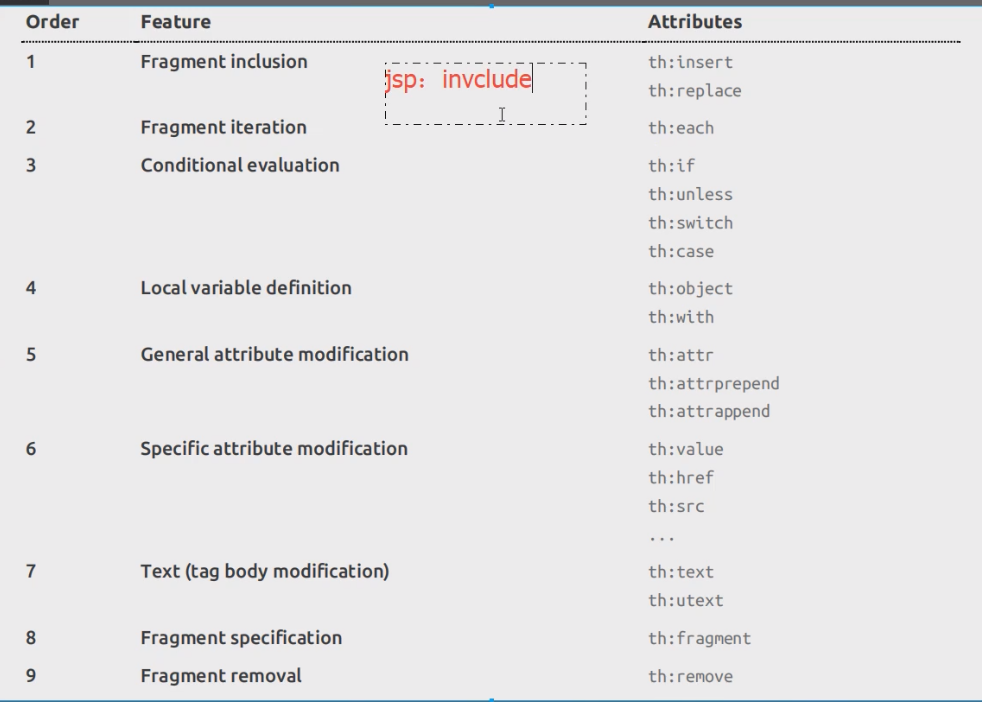 Order Feature Attributes
1 Fragment inclusion th:insert
jsp：invclude
th:replace
2 Fragment iteration th:each
3 Conditional evaluation th:if
th:unless
th:switch
th:case
4 Local variable definition th:object
th:with
5 General attribute modification th:attr
th:attrprepend
th:attrappend
6 Specific attribute modification th:value
th:href
th:src
...
7 Text (tag body modification) th:text
th:utext
8 Fragment specification th:fragment
9 Fragment removal th:remove